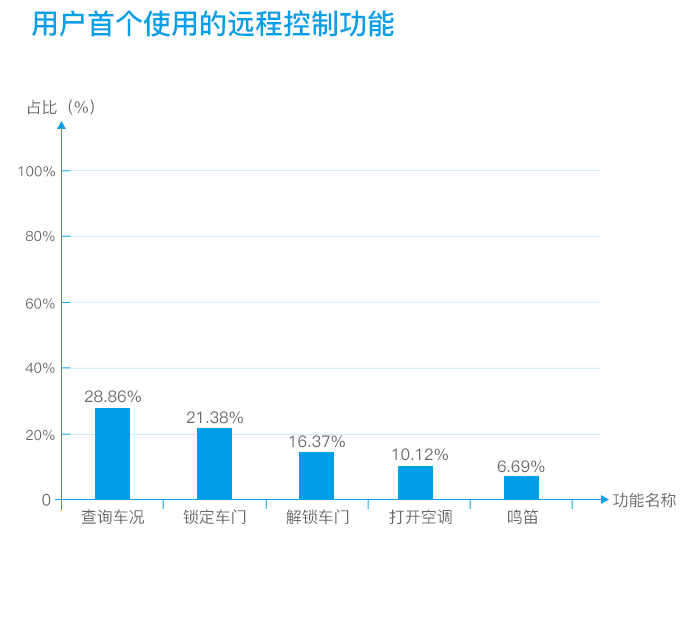 用户首个使用的远程控制功能
占比（%）
100%
80%
60%
40%
20%
0
28.86%
21.38%
16.37%
10.12%
6.69%
查询车况
锁定车门
解锁车门
打开空调
鸣笛
功能名称